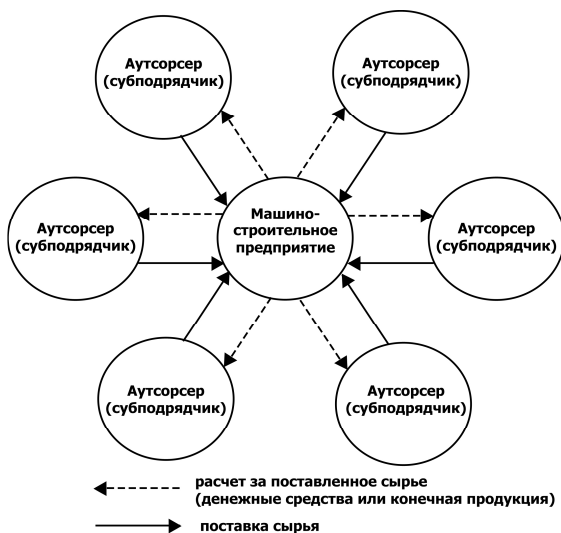 Аутсорсер
(субподрядчик)
Аутсорсер
(субподрядчик)
Аутсорсер
(субподрядчик)
Машино-
строительное
предприятие
Аутсорсер
(субподрядчик)
Аутсорсер
(субподрядчик)
Аутсорсер
(субподрядчик)
расчет за поставленное сырье
(денежные средства или конечная продукция)
поставка сырья